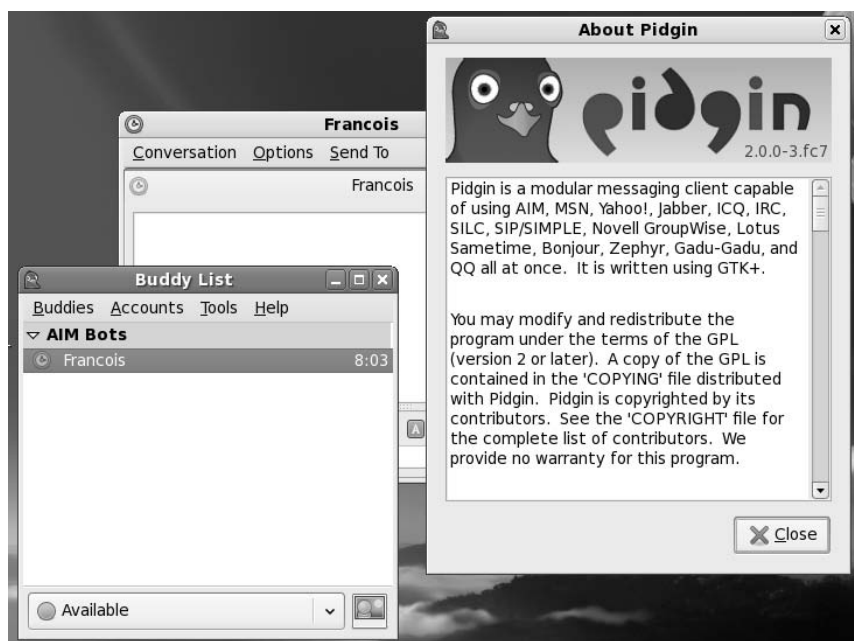 About Pidgin
pidgin
2.0.0-3.fc7
Pidgin is a modular messaging client capable
of using AIM, MSN, Yahoo!, Jabber, ICQ, IRC,
SILC, SIP/SIMPLE, Novell GroupWise, Lotus
Sametime, Bonjour, Zephyr, Gadu-Gadu, and
QQ all at once. It is written using GTK+.
You may modify and redistribute the
program under the terms of the GPL
(version 2 or later). A copy of the GPL is
contained in the 'COPYING' file distributed
with Pidgin. Pidgin is copyrighted by its
contributors. See the 'COPYRIGHT' file for
the complete list of contributors. We
provide no warranty for this program.
Close
Francois
Conversation Options Send To
Francois
A
Buddy List
Buddies Accounts Tools Help
AIM Bots
Francois 8:03
Available